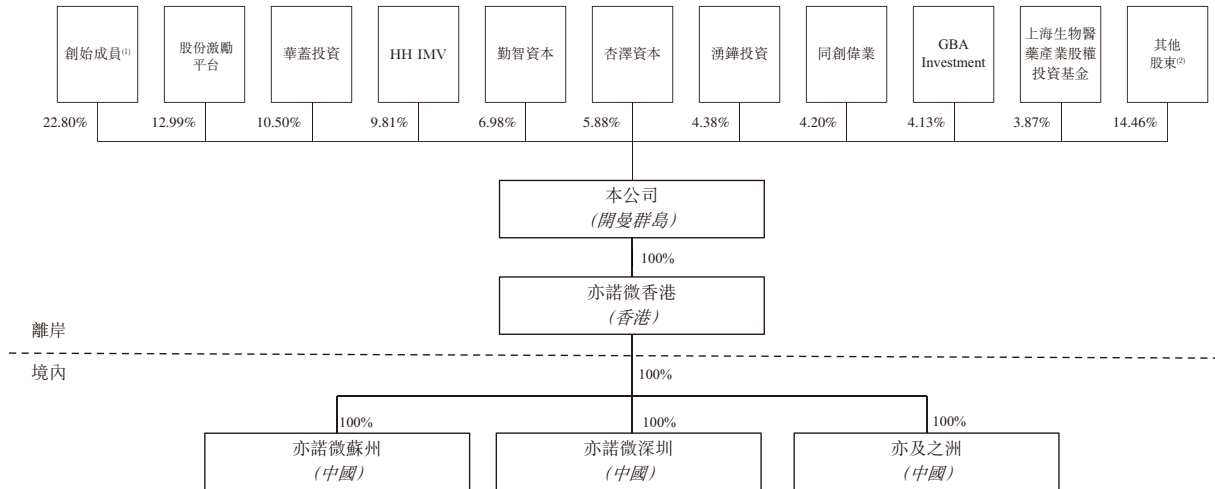 創始成員(1)
股份激勵
平台
華蓋投資
HH IMV
勤智資本
杏澤資本
湧鏵投資
同創偉業
GBA
Investment
上海生物醫
藥產業股權
投資基金
其他
股東(2)
22.80%
12.99%
10.50%
9.81%
6.98%
5.88%
4.38%
4.20%
4.13%
3.87%
14.46%
本公司
（開曼群島）
100%
亦諾微香港
（香港）
離岸
境內
100%
100%
100%
100%
亦諾微蘇州
（中國）
亦諾微深圳
（中國）
亦及之洲
（中國）